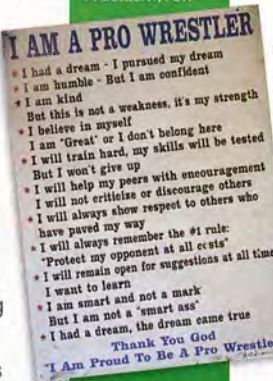 I AM A PRO WRESTLER
* I had a dream - I pursued my dream
* I am humble - But I am confident
* I am kind
But this is not a weakness, it's my strength
* I believe in myself
I am "Great" or I don't belong here
* I will train hard, my skills will be tested
But I won't give up
* I will help my peers with encouragement
I will not criticise or discourage others
* I will always show respect to others who
have paved my way
* I will always remember the #1 rule:
"Protect my opponent at all costs"
* I will remain open for suggestions at all time
I want to learn
* I am smart and not a mark
But I am not a "smart ass"
* I had a dream, the dream came true
Thank You God
"I Am Proud To Be A Pro Wrestle